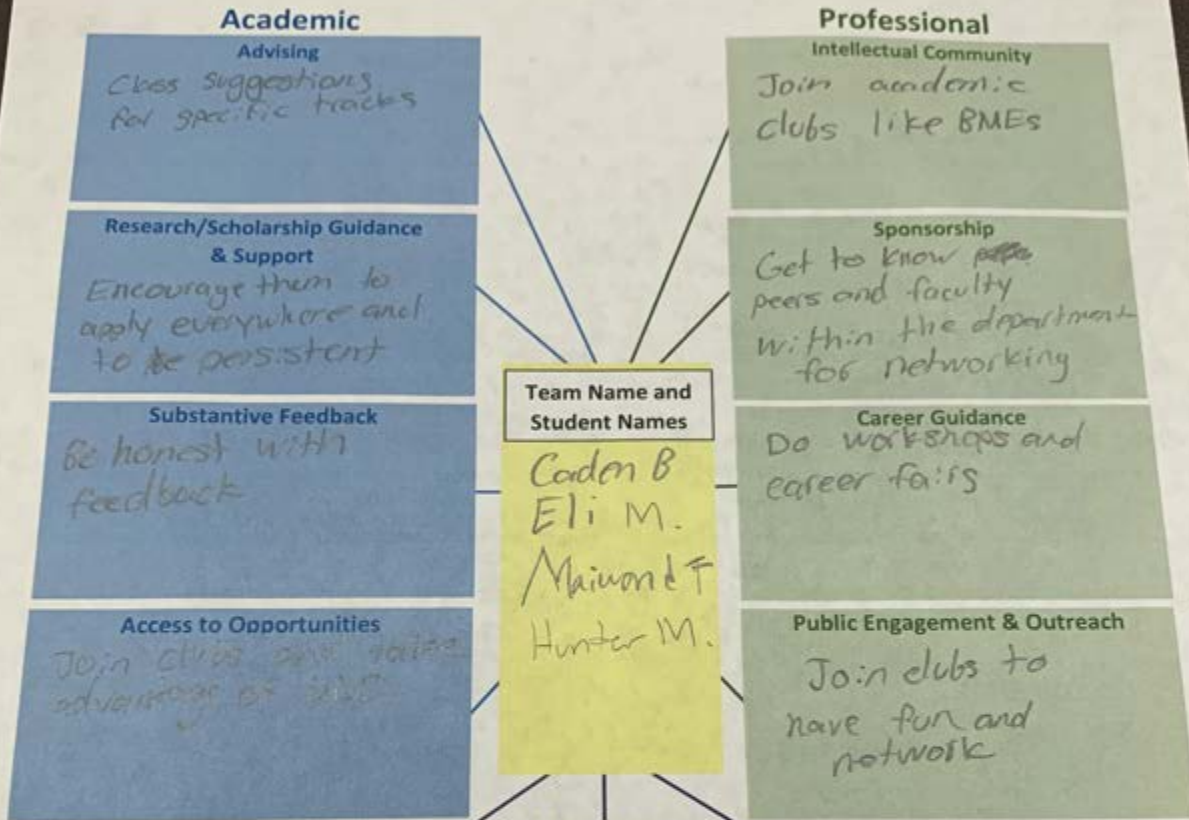 Academic
Advising
Class suggestions
for specific tracks
Research/Scholarship Guidance
& Support
Encourage them to
apply everywhere and
to be persistent
Substantive Feedback
Be honest with
feedback
Access to Opportunities
Join clubs and
advantage of
Team Name and
Student Names
Caden B
Eli M.
Maiwand F
Hunter M.
Professional
Intellectual Community
Join academic
clubs like BMEs
Sponsorship
Get to know
peers and faculty
within the department
for networking
Career Guidance
Do workshops and
career fairs
Public Engagement & Outreach
Join clubs to
have fun and
network